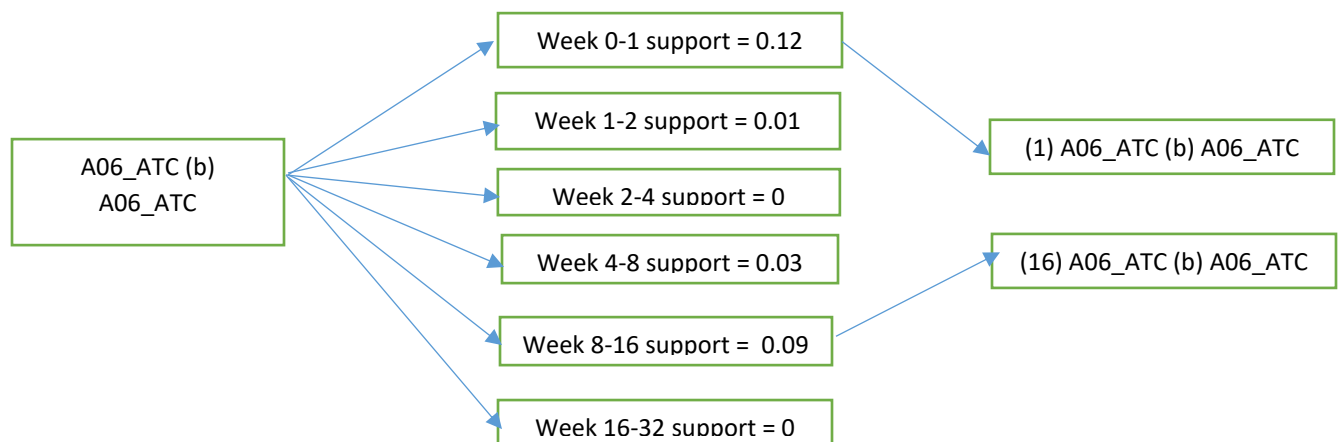 A06_ATC (b)
A06_ATC
Week 0-1 support = 0.12
Week 1-2 support = 0.01
Week 2-4 support = 0
Week 4-8 support = 0.03
Week 8-16 support =  0.09
Week 16-32 support = 0
(1) A06_ATC (b) A06_ATC
(16) A06_ATC (b) A06_ATC